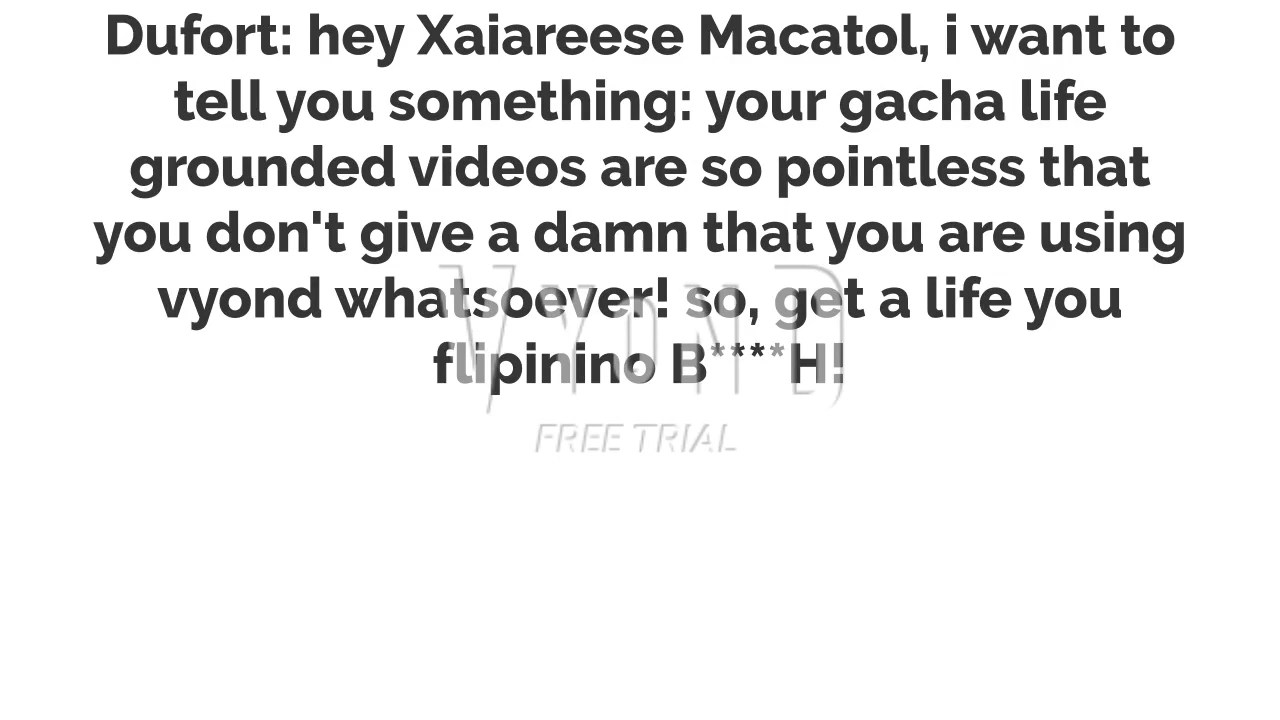 Dufort: hey Xaiareese Macatol, i want to
tell you something: your gacha life
grounded videos are so pointless that
you don't give a damn that you are using
vyond whatsoever! so, get a life you
flipinino B****H!
VYOND
FREE TRIAL